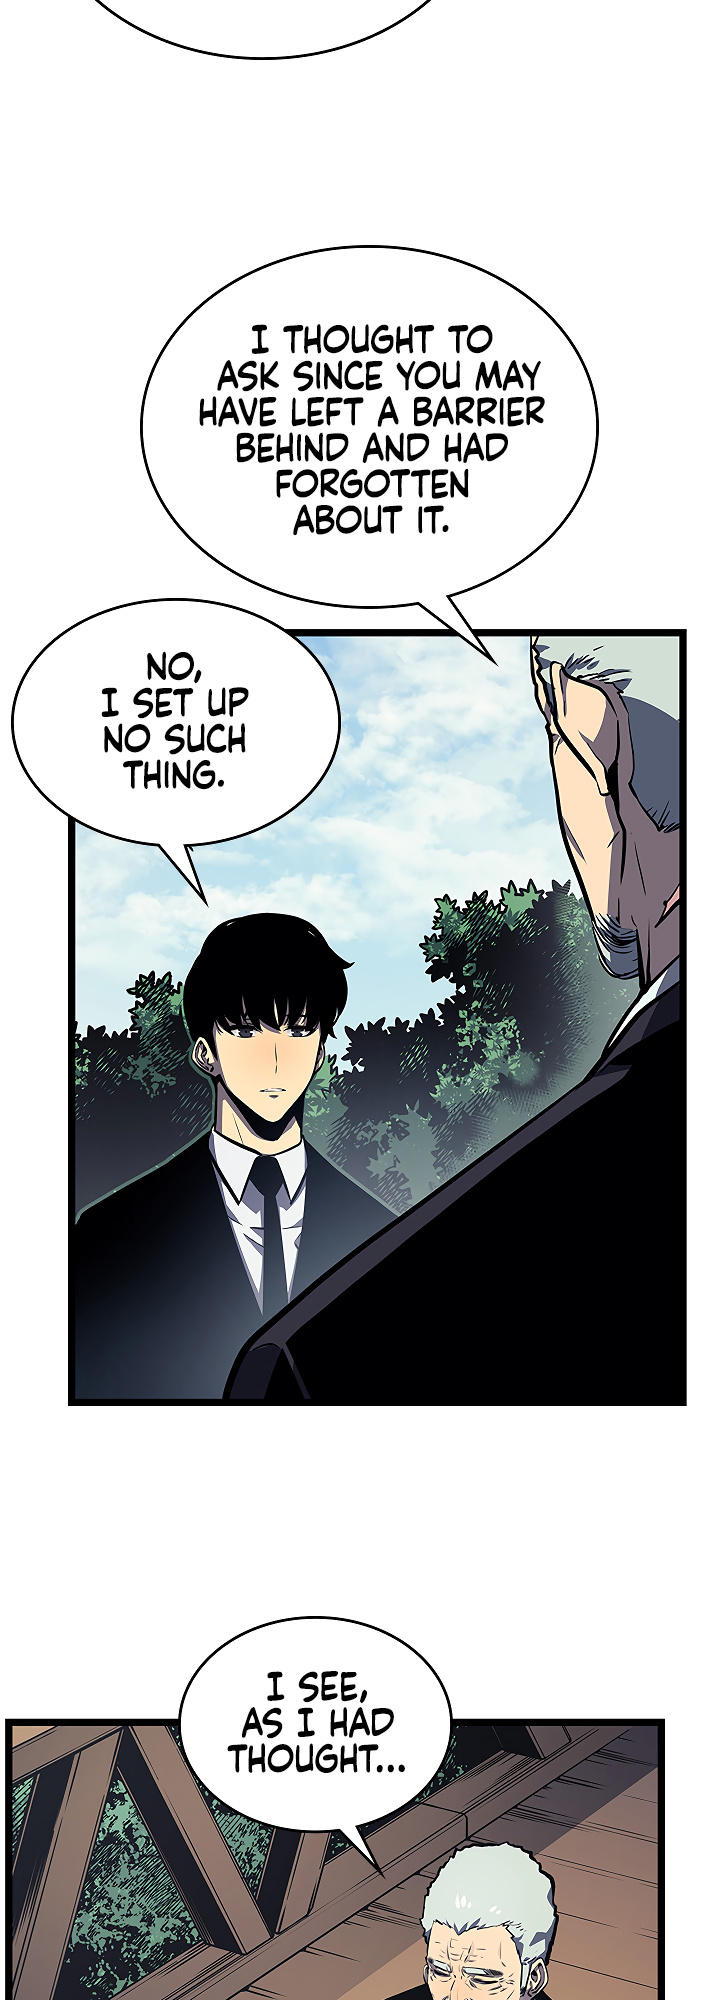 I THOUGHT TO
ASK SINCE YOU MAY
HAVE LEFT A BARRIER
BEHIND AND HAD
FORGOTTEN
ABOUT IT.
NO,
I SET UP
NO SUCH
THING.
I SEE,
AS I HAD
THOUGHT...